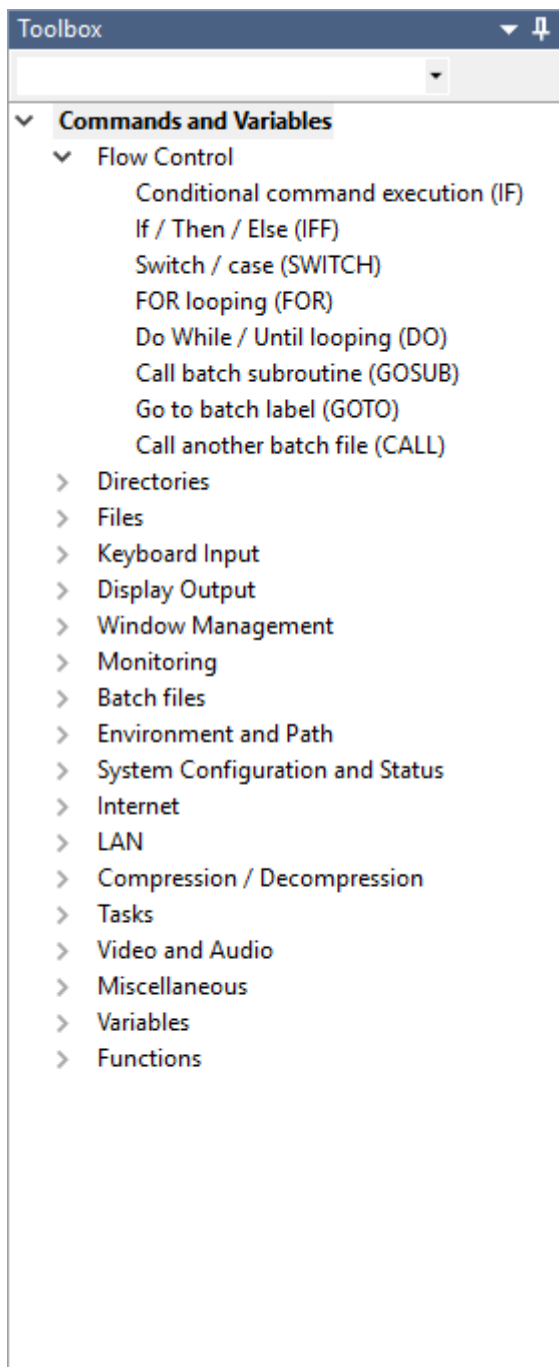 Toolbox
Commands and Variables
Flow Control
Conditional command execution (IF)
If / Then / Else (IFF)
Switch / case (SWITCH)
FOR looping (FOR)
Do While / Until looping (DO)
Call batch subroutine (GOSUB)
Go to batch label (GOTO)
Call another batch file (CALL)
Directories
Files
Keyboard Input
Display Output
Window Management
Monitoring
Batch files
Environment and Path
System Configuration and Status
Internet
LAN
Compression / Decompression
Tasks
Video and Audio
Miscellaneous
Variables
Functions